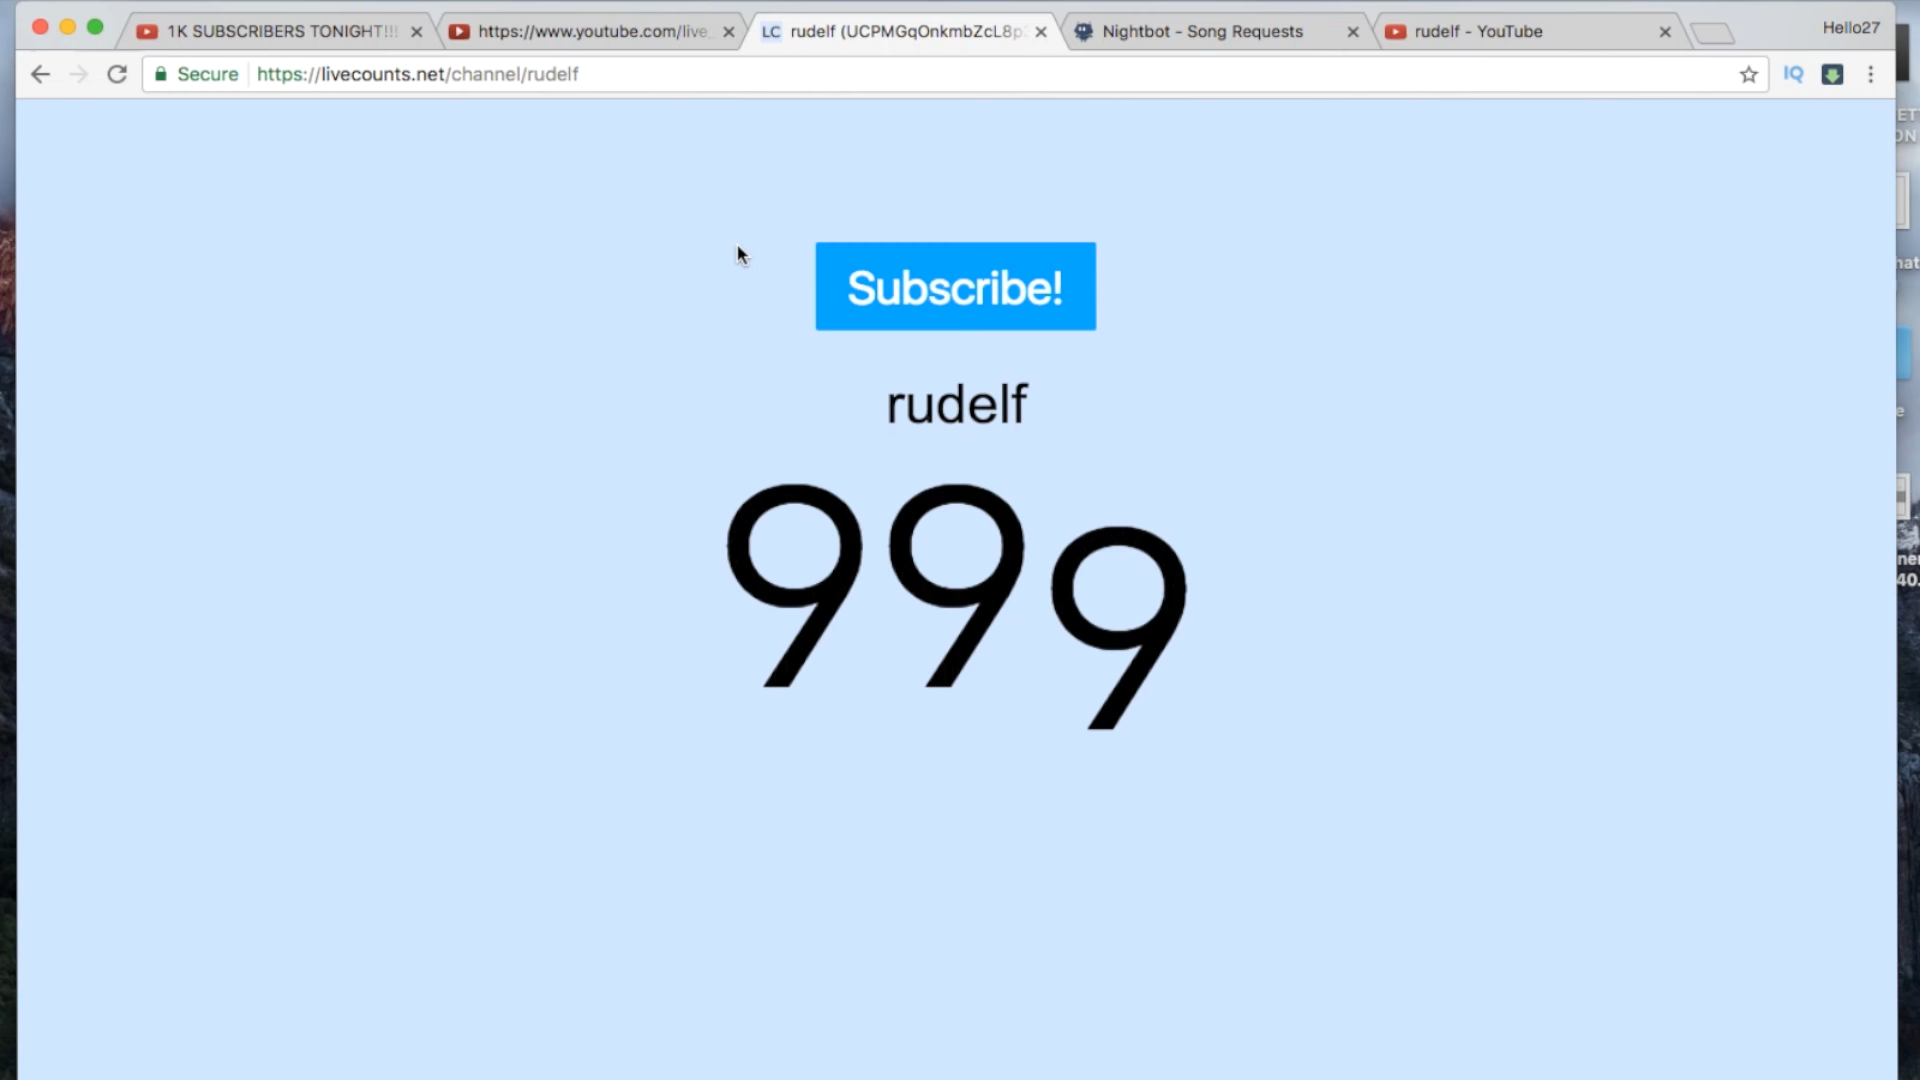 1K SUBSCRIBERS TONIGHT!!!
https://www.youtube.com/live_
LC rudelf (UCPMGqOnkmbZcL8p
Nightbot - Song Requests
rudelf - YouTube
Hello27
Secure https://livecounts.net/channel/rudelf
IQ
Subscribe!
rudelf
999